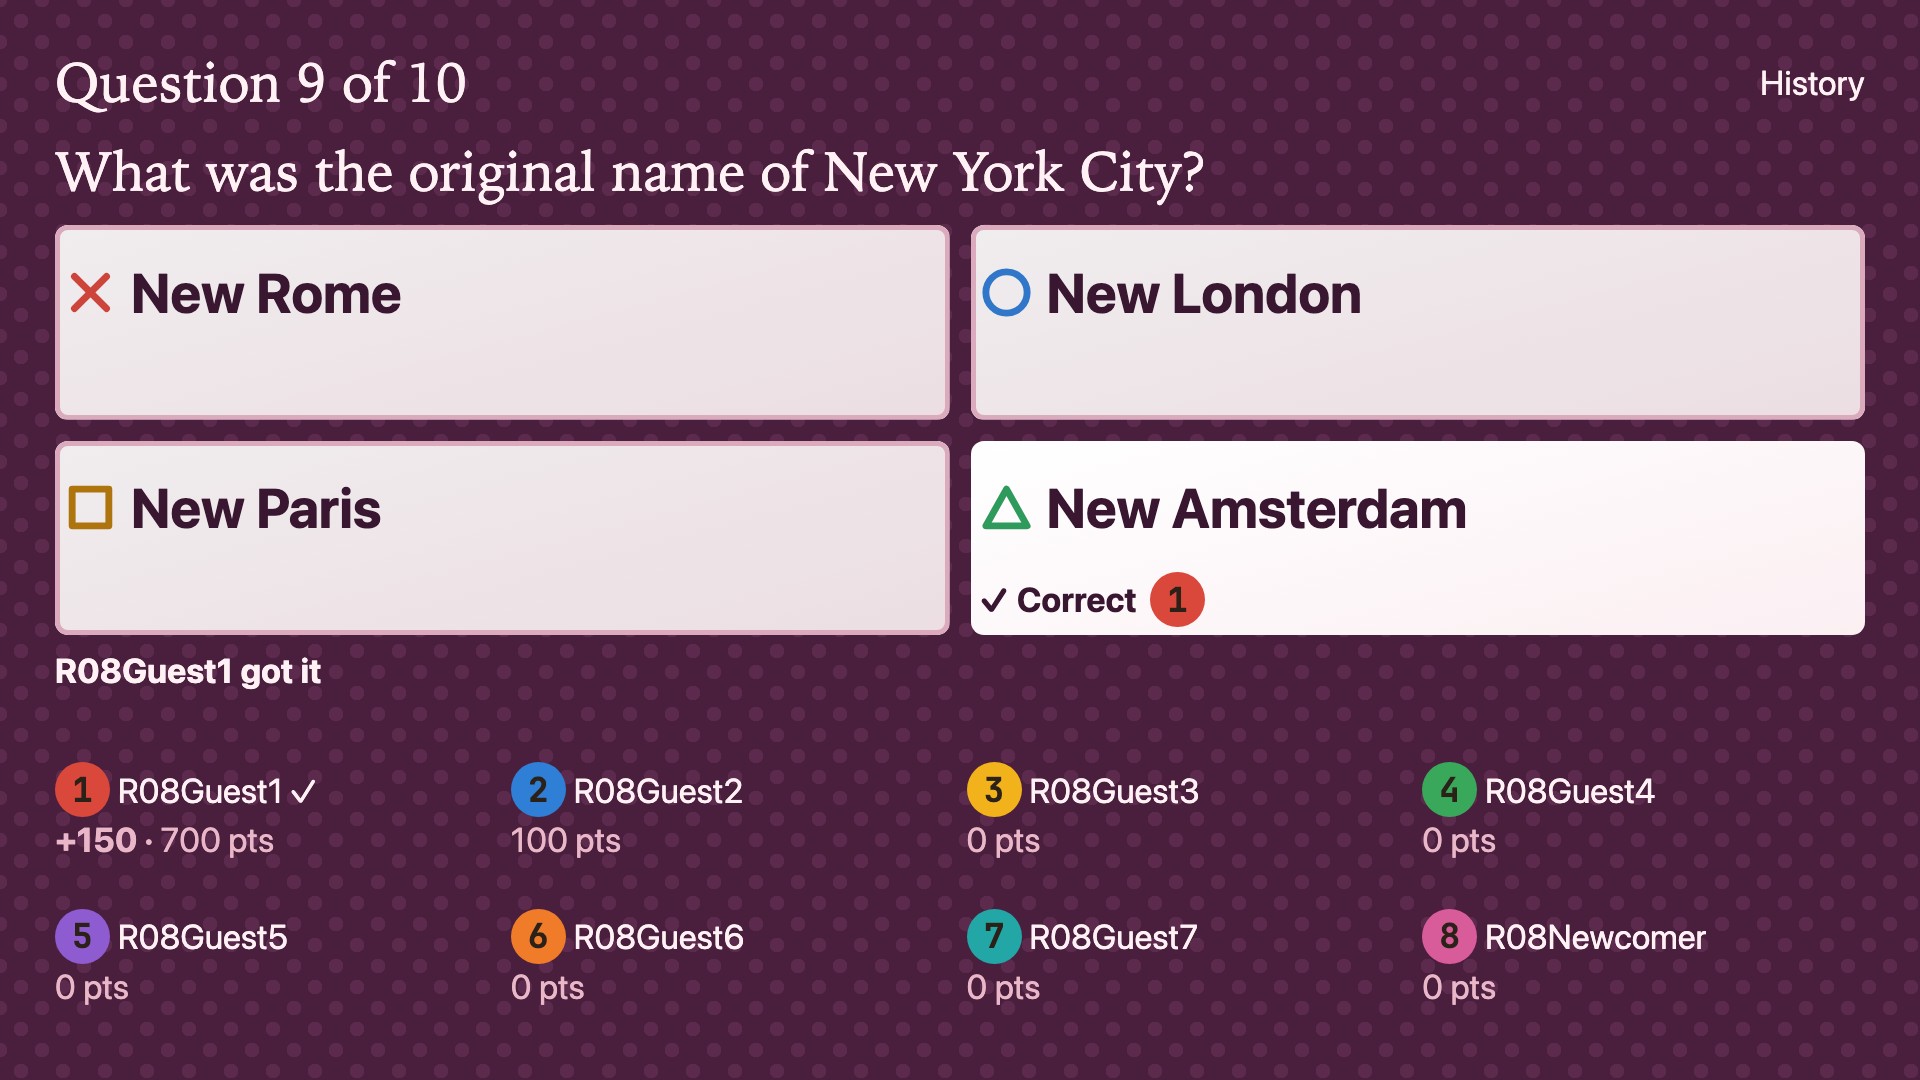 Question 9 of 10
History
What was the original name of New York City?
New Rome
New London
New Paris
New Amsterdam
✓ Correct 1
R08Guest1 got it
1 R08Guest1 ✓
+150 · 700 pts
2 R08Guest2
100 pts
3 R08Guest3
0 pts
4 R08Guest4
0 pts
5 R08Guest5
0 pts
6 R08Guest6
0 pts
7 R08Guest7
0 pts
8 R08Newcomer
0 pts